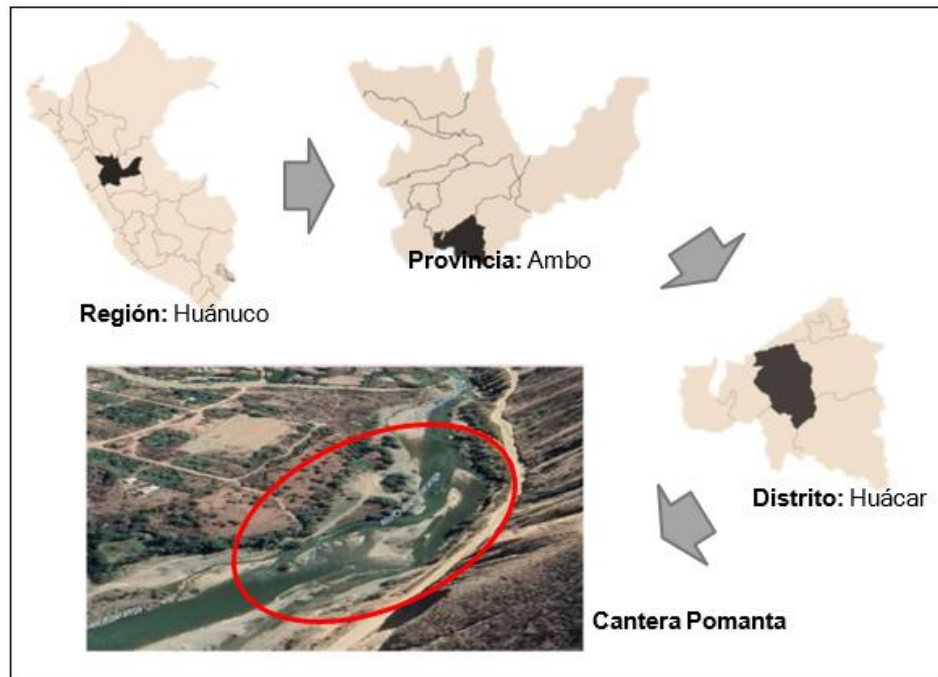 Provincia: Ambo
Región: Huánuco
Distrito: Huácar
Cantera Pomanta